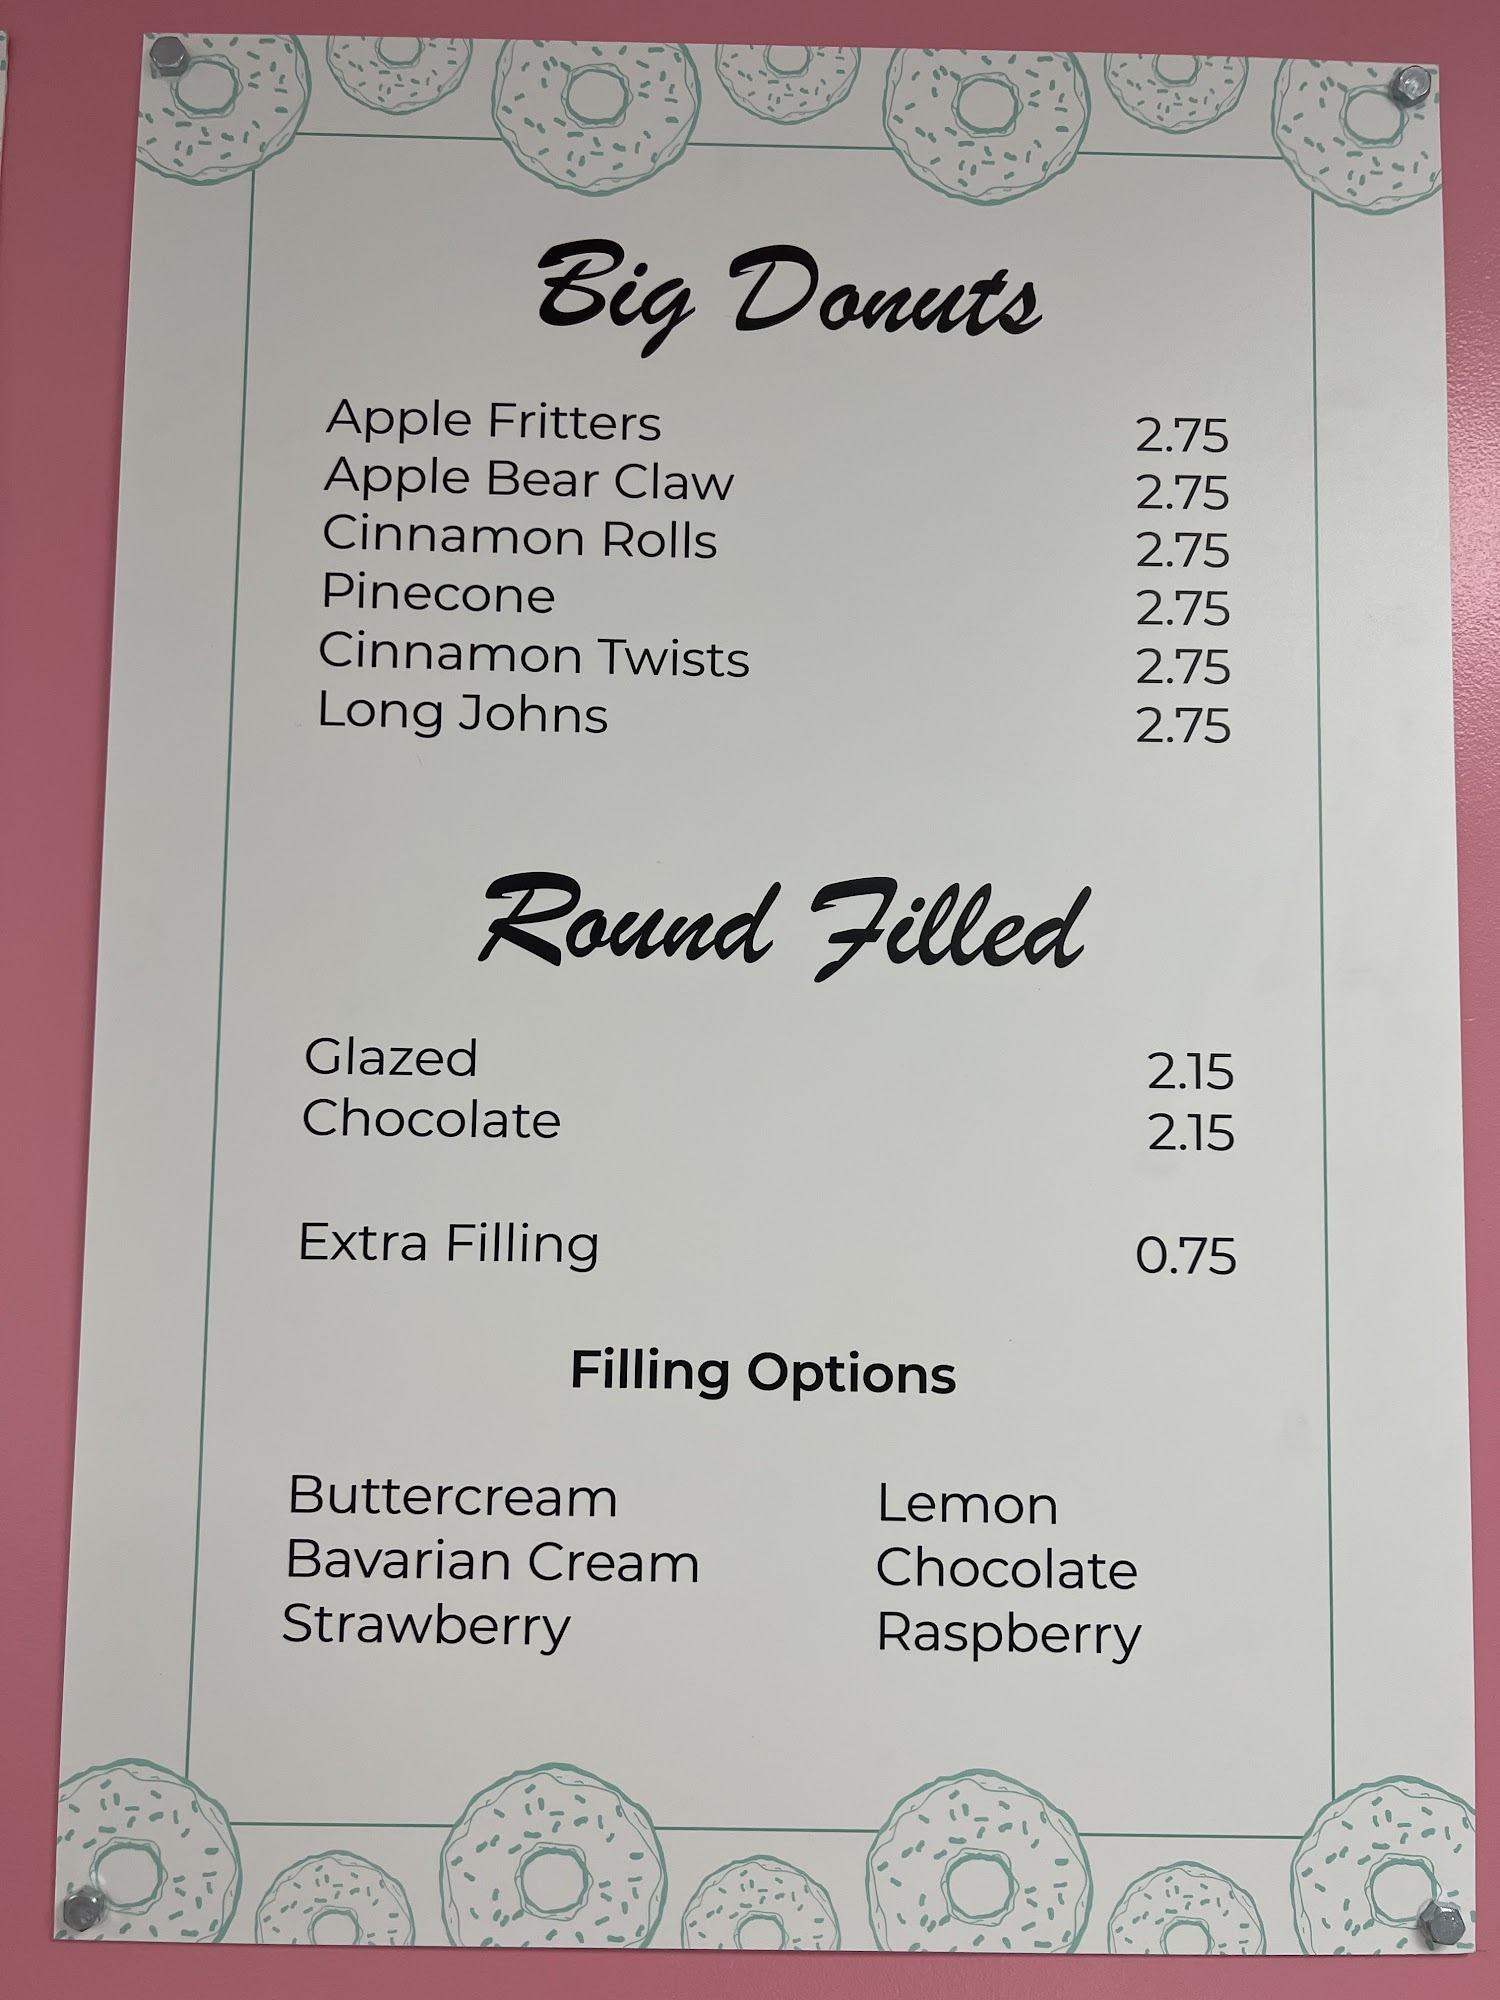 Big Donuts
Apple Fritters 2.75
Apple Bear Claw 2.75
Cinnamon Rolls 2.75
Pinecone 2.75
Cinnamon Twists 2.75
Long Johns 2.75
Round Filled
Glazed 2.15
Chocolate 2.15
Extra Filling 0.75
Filling Options
Buttercream Lemon
Bavarian Cream Chocolate
Strawberry Raspberry